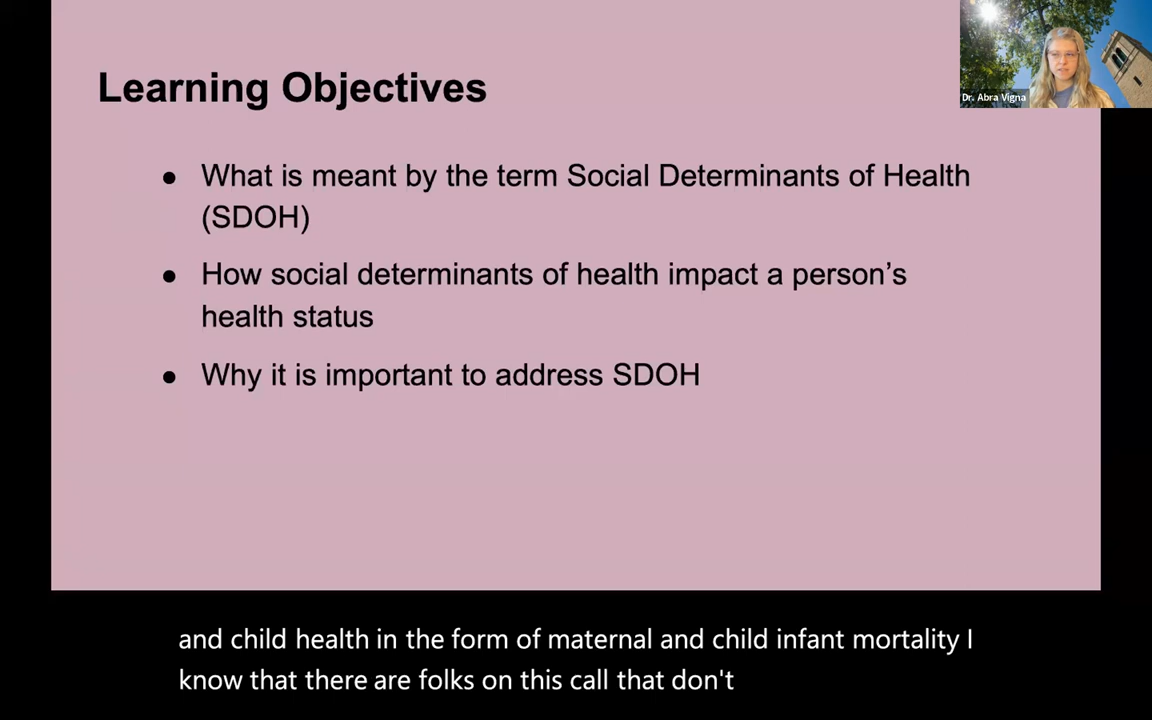 Learning Objectives
Dr. Abra Vigna
● What is meant by the term Social Determinants of Health
(SDOH)
● How social determinants of health impact a person’s
health status
● Why it is important to address SDOH
and child health in the form of maternal and child infant mortality I
know that there are folks on this call that don't